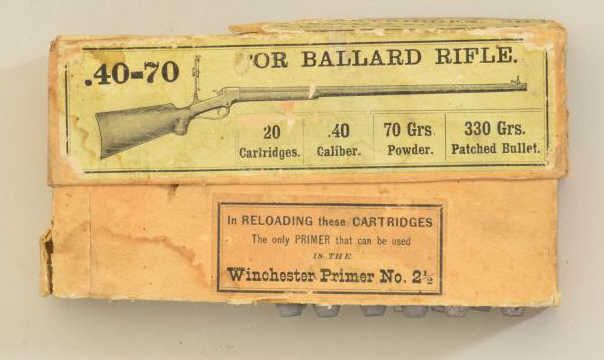 .40-70 OR BALLARD RIFLE.
20 Cartridges.
.40 Caliber.
70 Grs Powder.
330 Grs. Patched Bullet.
In RELOADING these CARTRIDGES
The only PRIMER that can be used
IS THE
Winchester Primer No. 2½